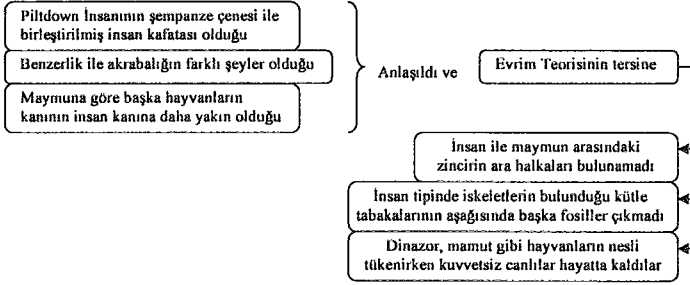 Piltdown İnsanının şempanze çenesi ile
birleştirilmiş insan kafatası olduğu
Benzerlik ile akrabalığın farklı şeyler olduğu
Maymuna göre başka hayvanların
kanının insan kanına daha yakın olduğu
Anlaşıldı ve
Evrim Teorisinin tersine
İnsan ile maymun arasındaki
zincirin ara halkaları bulunamadı
İnsan tipinde iskeletlerin bulunduğu kütle
tabakalarının aşağısında başka fosiller çıkmadı
Dinazor, mamut gibi hayvanların nesli
tükenirken kuvvetsiz canlılar hayatta kaldılar